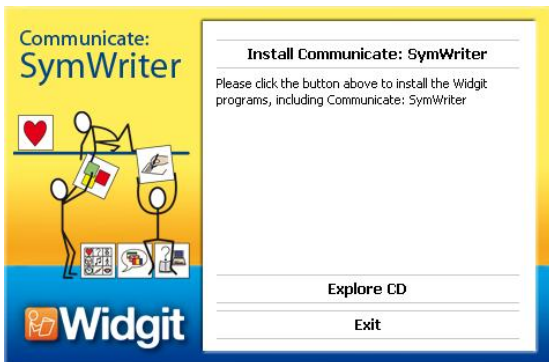 Communicate:
SymWriter
Install Communicate: SymWriter
Please click the button above to install the Widgit
programs, including Communicate: SymWriter
Explore CD
Exit
Widgit